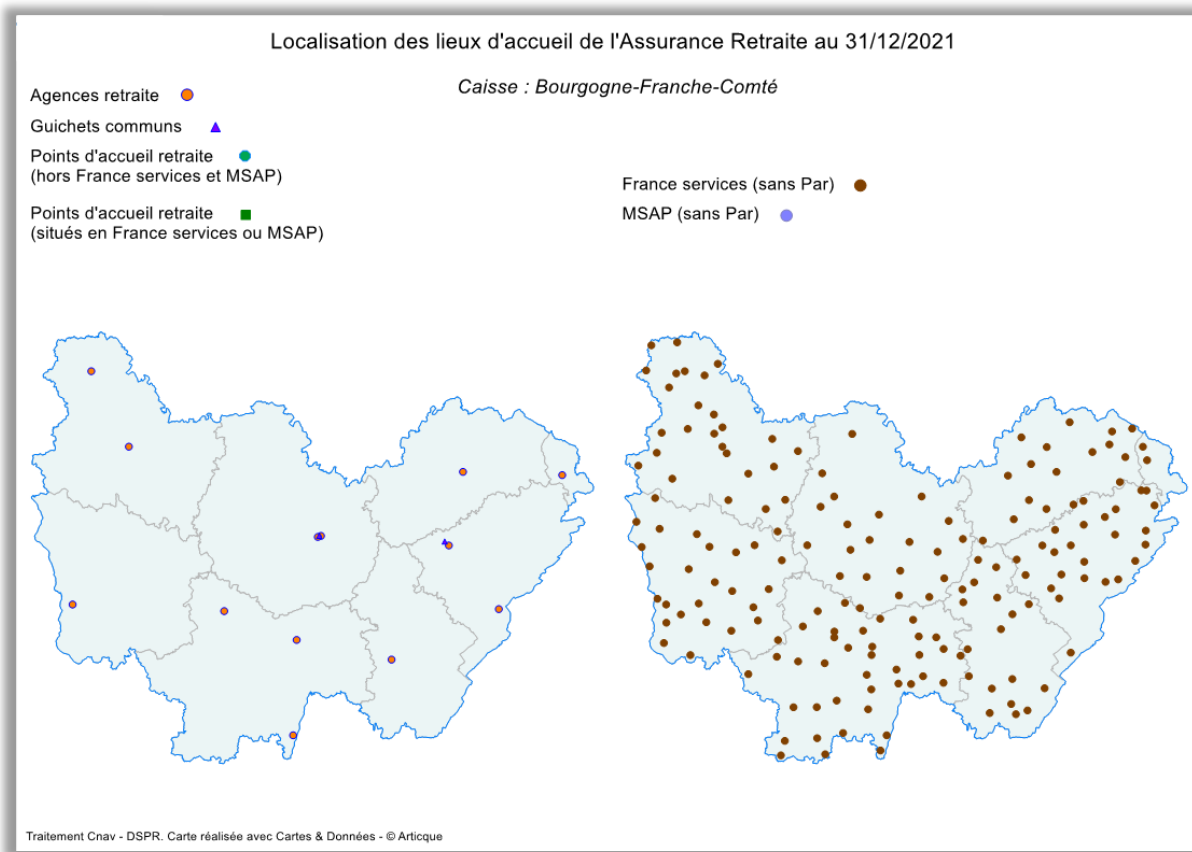 Localisation des lieux d'accueil de l'Assurance Retraite au 31/12/2021
Caisse : Bourgogne-Franche-Comté
Agences retraite
Guichets communs
Points d'accueil retraite
(hors France services et MSAP)
Points d'accueil retraite
(situés en France services ou MSAP)
France services (sans Par)
MSAP (sans Par)
Traitement Cnav - DSPR. Carte réalisée avec Cartes & Données - © Articque